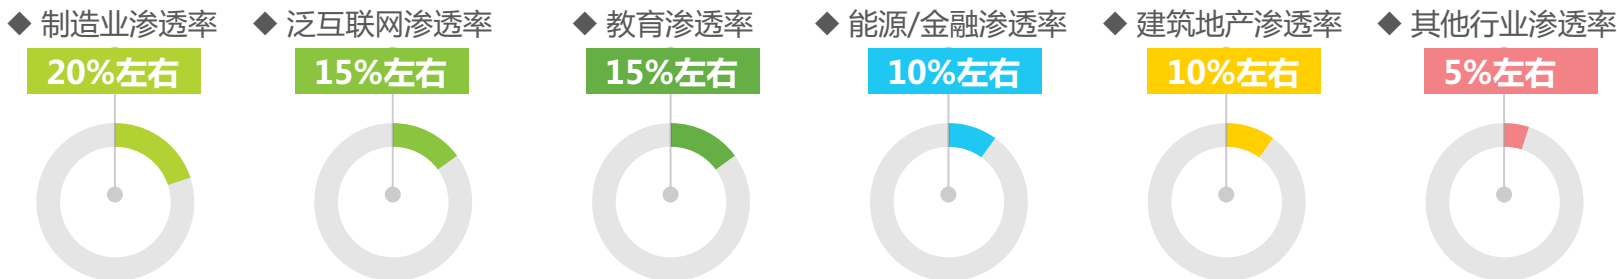 ◆ 制造业渗透率
20%左右
◆ 泛互联网渗透率
15%左右
◆ 教育渗透率
15%左右
◆ 能源/金融渗透率
10%左右
◆ 建筑地产渗透率
10%左右
◆ 其他行业渗透率
5%左右